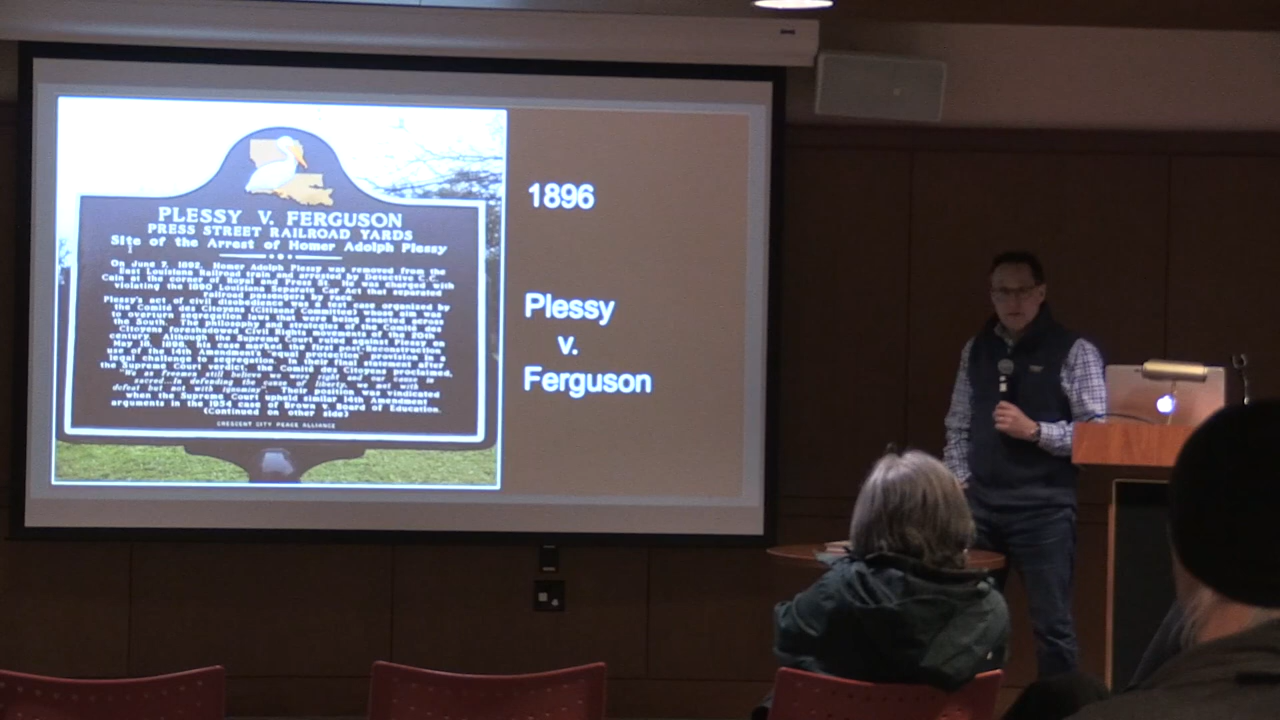 PLESSY V. FERGUSON
PRESS STREET RAILROAD YARDS
Site of the Arrest of Homer Adolph Plessy
On June 7, 1892, Homer Adolph Plessy was removed from the
East Louisiana Railroad train and arrested by Detective C.C.
Cain at the corner of Royal and Press St. He was charged with
violating the 1890 Louisiana Separate Car Act that separated
railroad passengers by race.
Plessy's act of civil disobedience was a test case organized by
the Comité des Citoyens (Citizens Committee) whose aim was
to overturn segregation laws that were being enacted across
the South. The philosophy and strategies of the Comité des
Citoyens foreshadowed Civil Rights movements of the 20th
century. Although the Supreme Court ruled against Plessy on
May 18, 1896, his case marked the first post-Reconstruction
use of the 14th Amendment's "equal protection" provision in a
legal challenge to segregation. In their final statement after
the Supreme Court verdict, the Comité des Citoyens proclaimed,
"We as freemen still believe we were right and our cause is
sacred...In defending the cause of liberty, we met with
defeat but not with ignominy." Their position was vindicated
when the Supreme Court upheld similar 14th Amendment
arguments in the 1954 case of Brown v. Board of Education.
(Continued on other side)
CRESCENT CITY PEACE ALLIANCE
1896
Plessy
v.
Ferguson